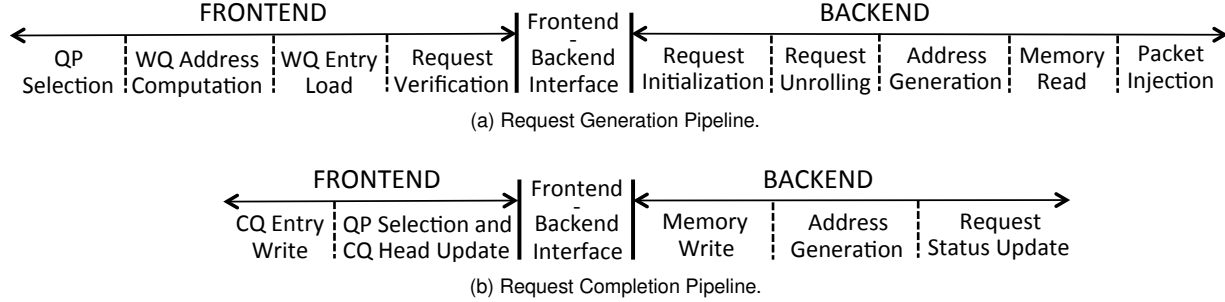 FRONTEND
Frontend
-
Backend
Interface
BACKEND
QP
Selection
WQ Address
Computation
WQ Entry
Load
Request
Verification
Request
Initialization
Request
Unrolling
Address
Generation
Memory
Read
Packet
Injection
(a) Request Generation Pipeline.
FRONTEND
Frontend
-
Backend
Interface
BACKEND
CQ Entry
Write
QP Selection and
CQ Head Update
Memory
Write
Address
Generation
Request
Status Update
(b) Request Completion Pipeline.